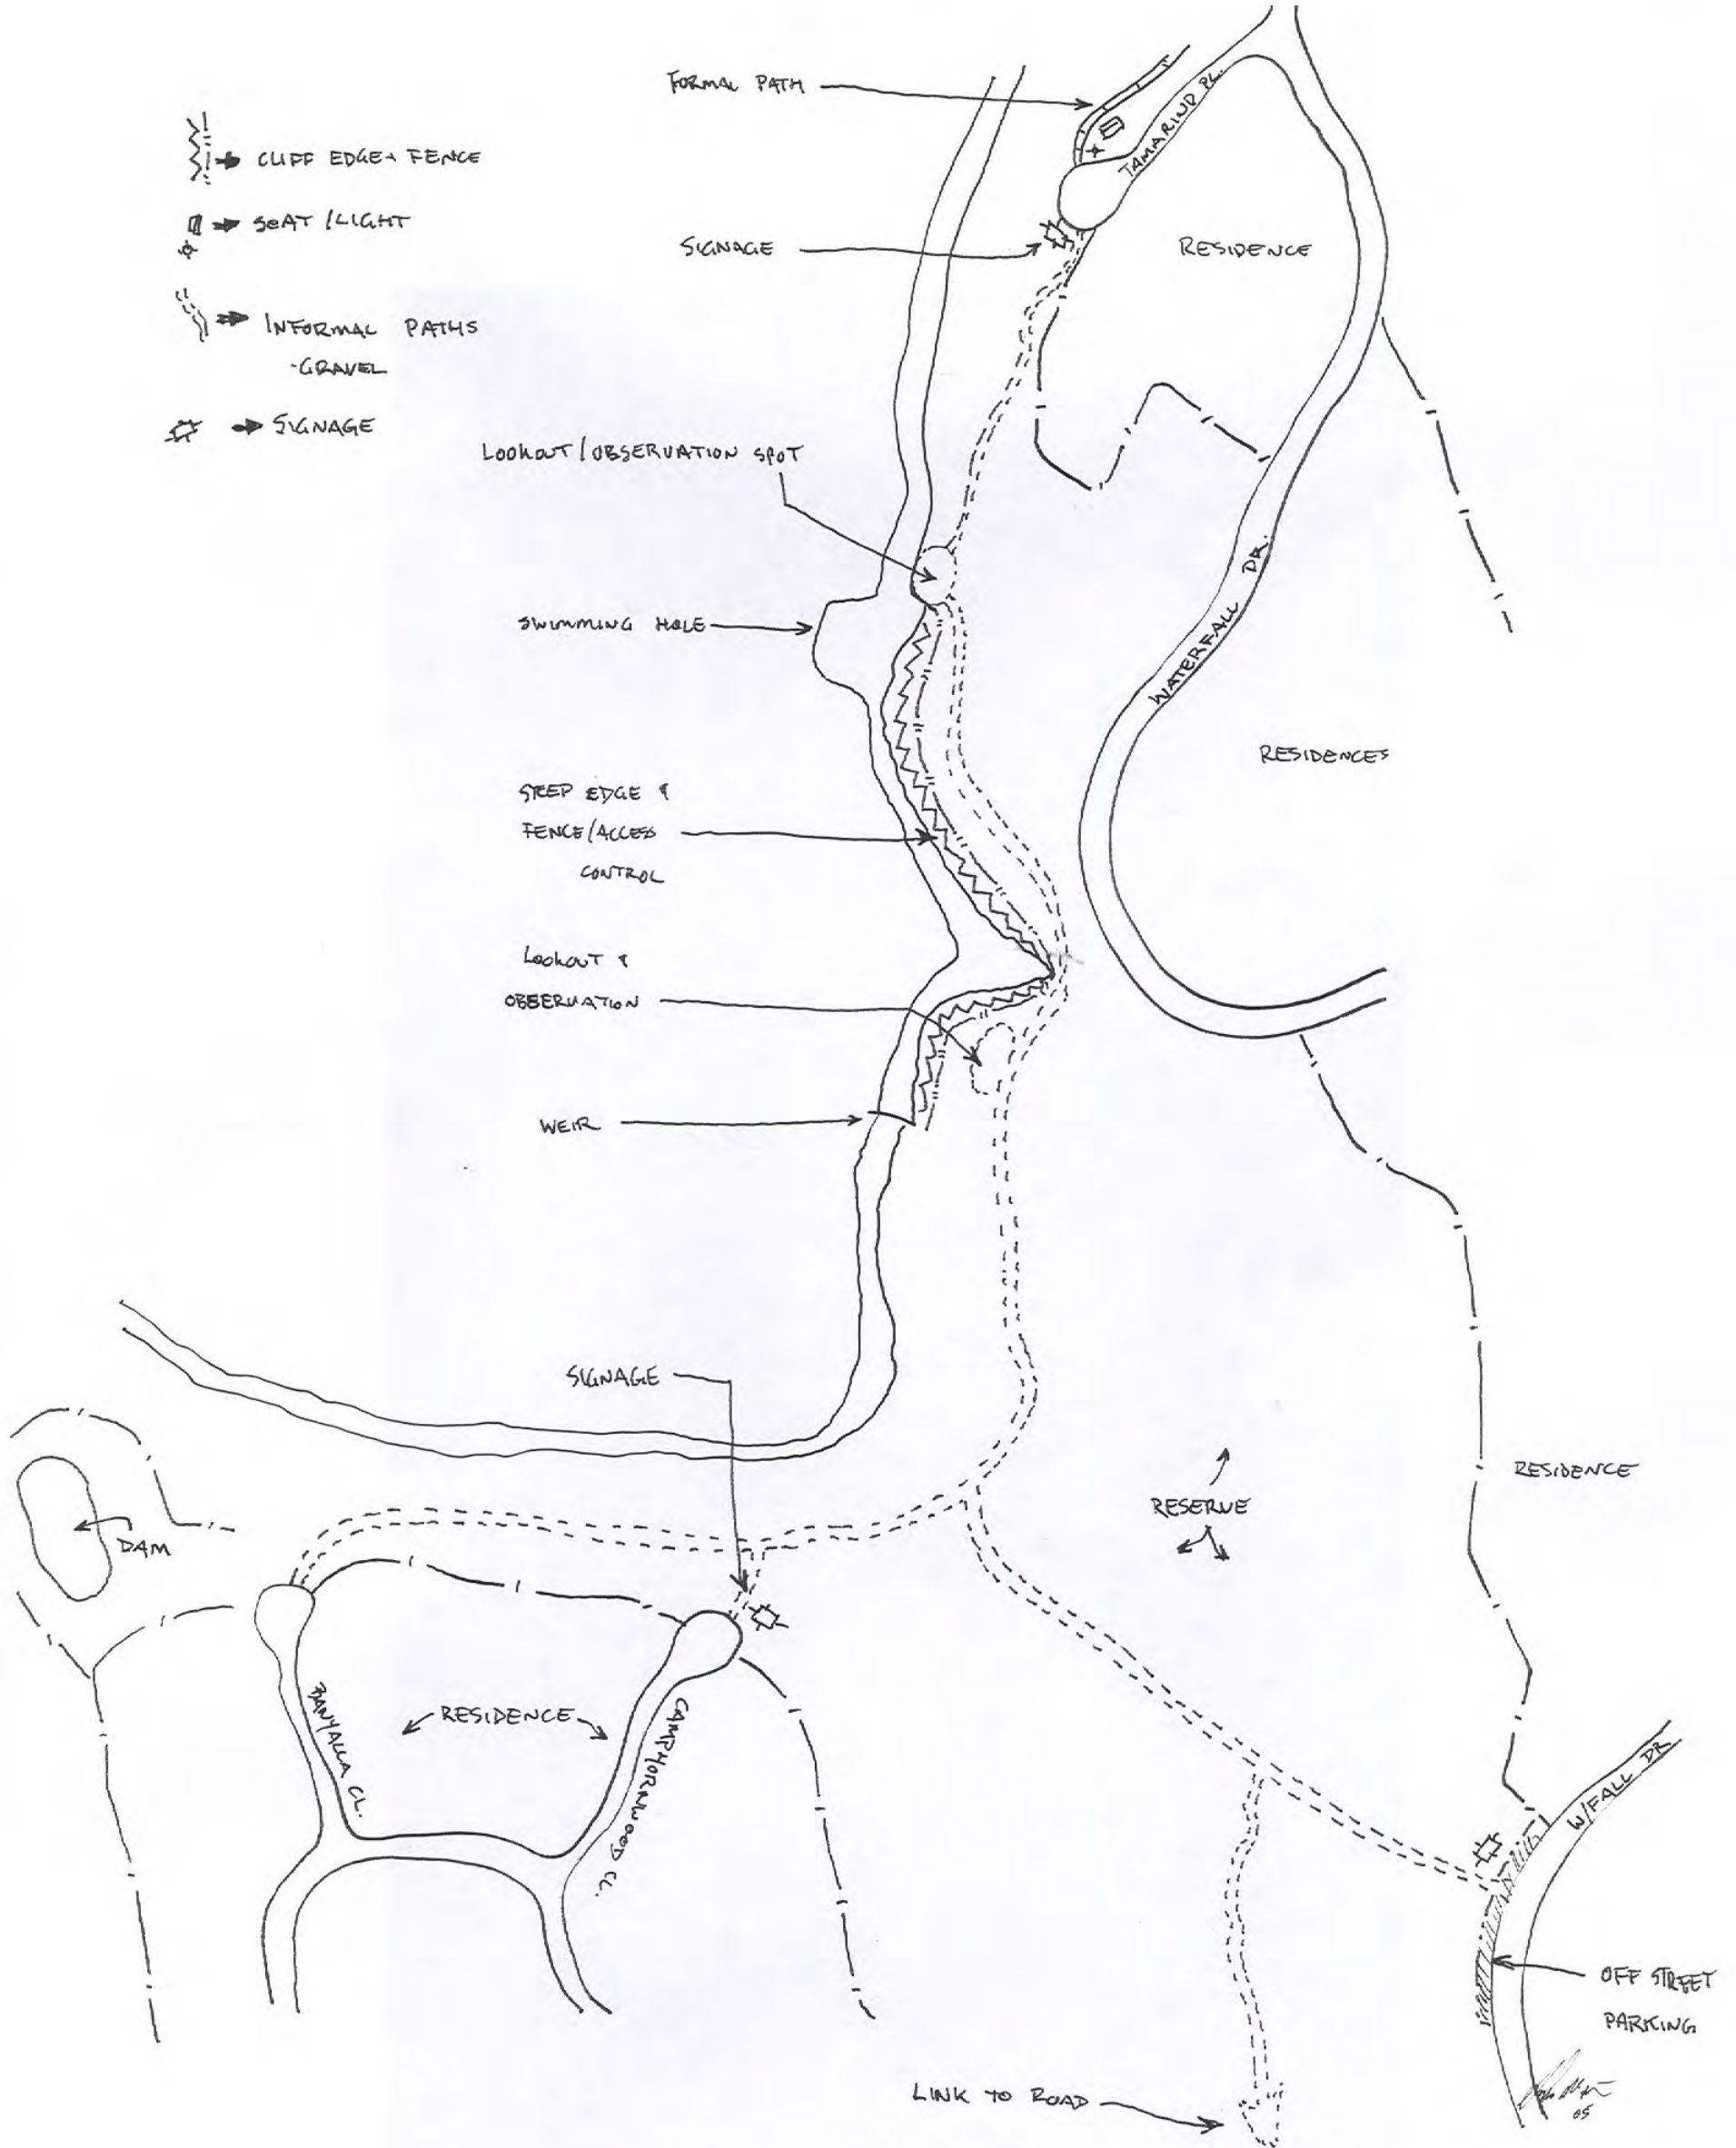 FORMAL PATH
TAMARIND PL.
CLIFF EDGE + FENCE
SEAT / LIGHT
SIGNAGE
RESIDENCE
INFORMAL PATHS
-GRAVEL
SIGNAGE
LOOKOUT / OBSERVATION SPOT
WATERFALL DR.
SWIMMING HOLE
RESIDENCES
STEEP EDGE &
FENCE/ACCESS
CONTROL
LOOKOUT &
OBSERVATION
WEIR
SIGNAGE
RESIDENCE
RESERVE
DAM
BANYALLA CL.
RESIDENCE
CAMPHORNWOOD CL.
W/FALL DR
OFF STREET
PARKING
LINK TO ROAD
05